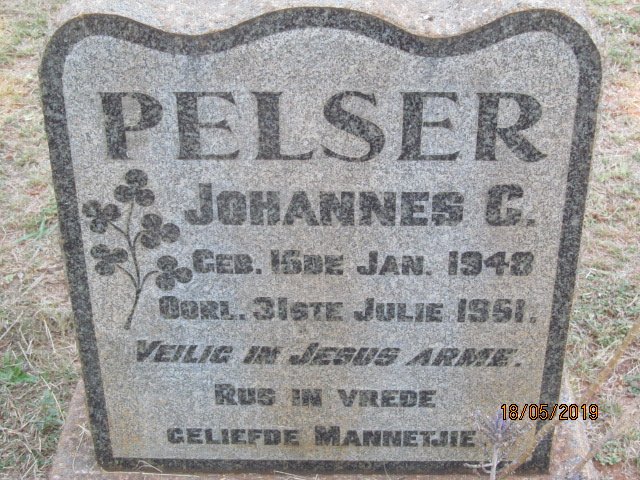 PELSER
JOHANNES C.
GEB. 15DE JAN. 1948
OORL. 31STE JULIE 1951.
VEILIG IN JESUS ARME.
RUS IN VREDE
GELIEFDE MANNETJIE.
18/05/2019